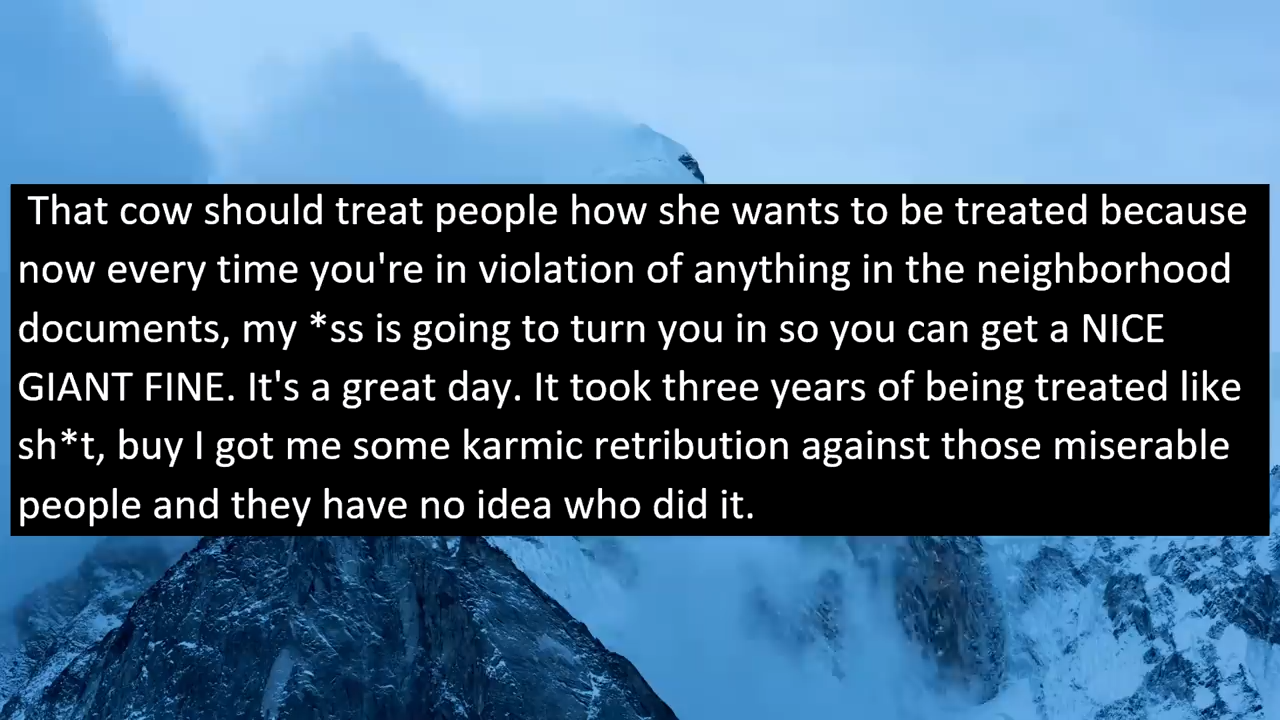 That cow should treat people how she wants to be treated because
now every time you're in violation of anything in the neighborhood
documents, my *ss is going to turn you in so you can get a NICE
GIANT FINE. It's a great day. It took three years of being treated like
sh*t, buy I got me some karmic retribution against those miserable
people and they have no idea who did it.